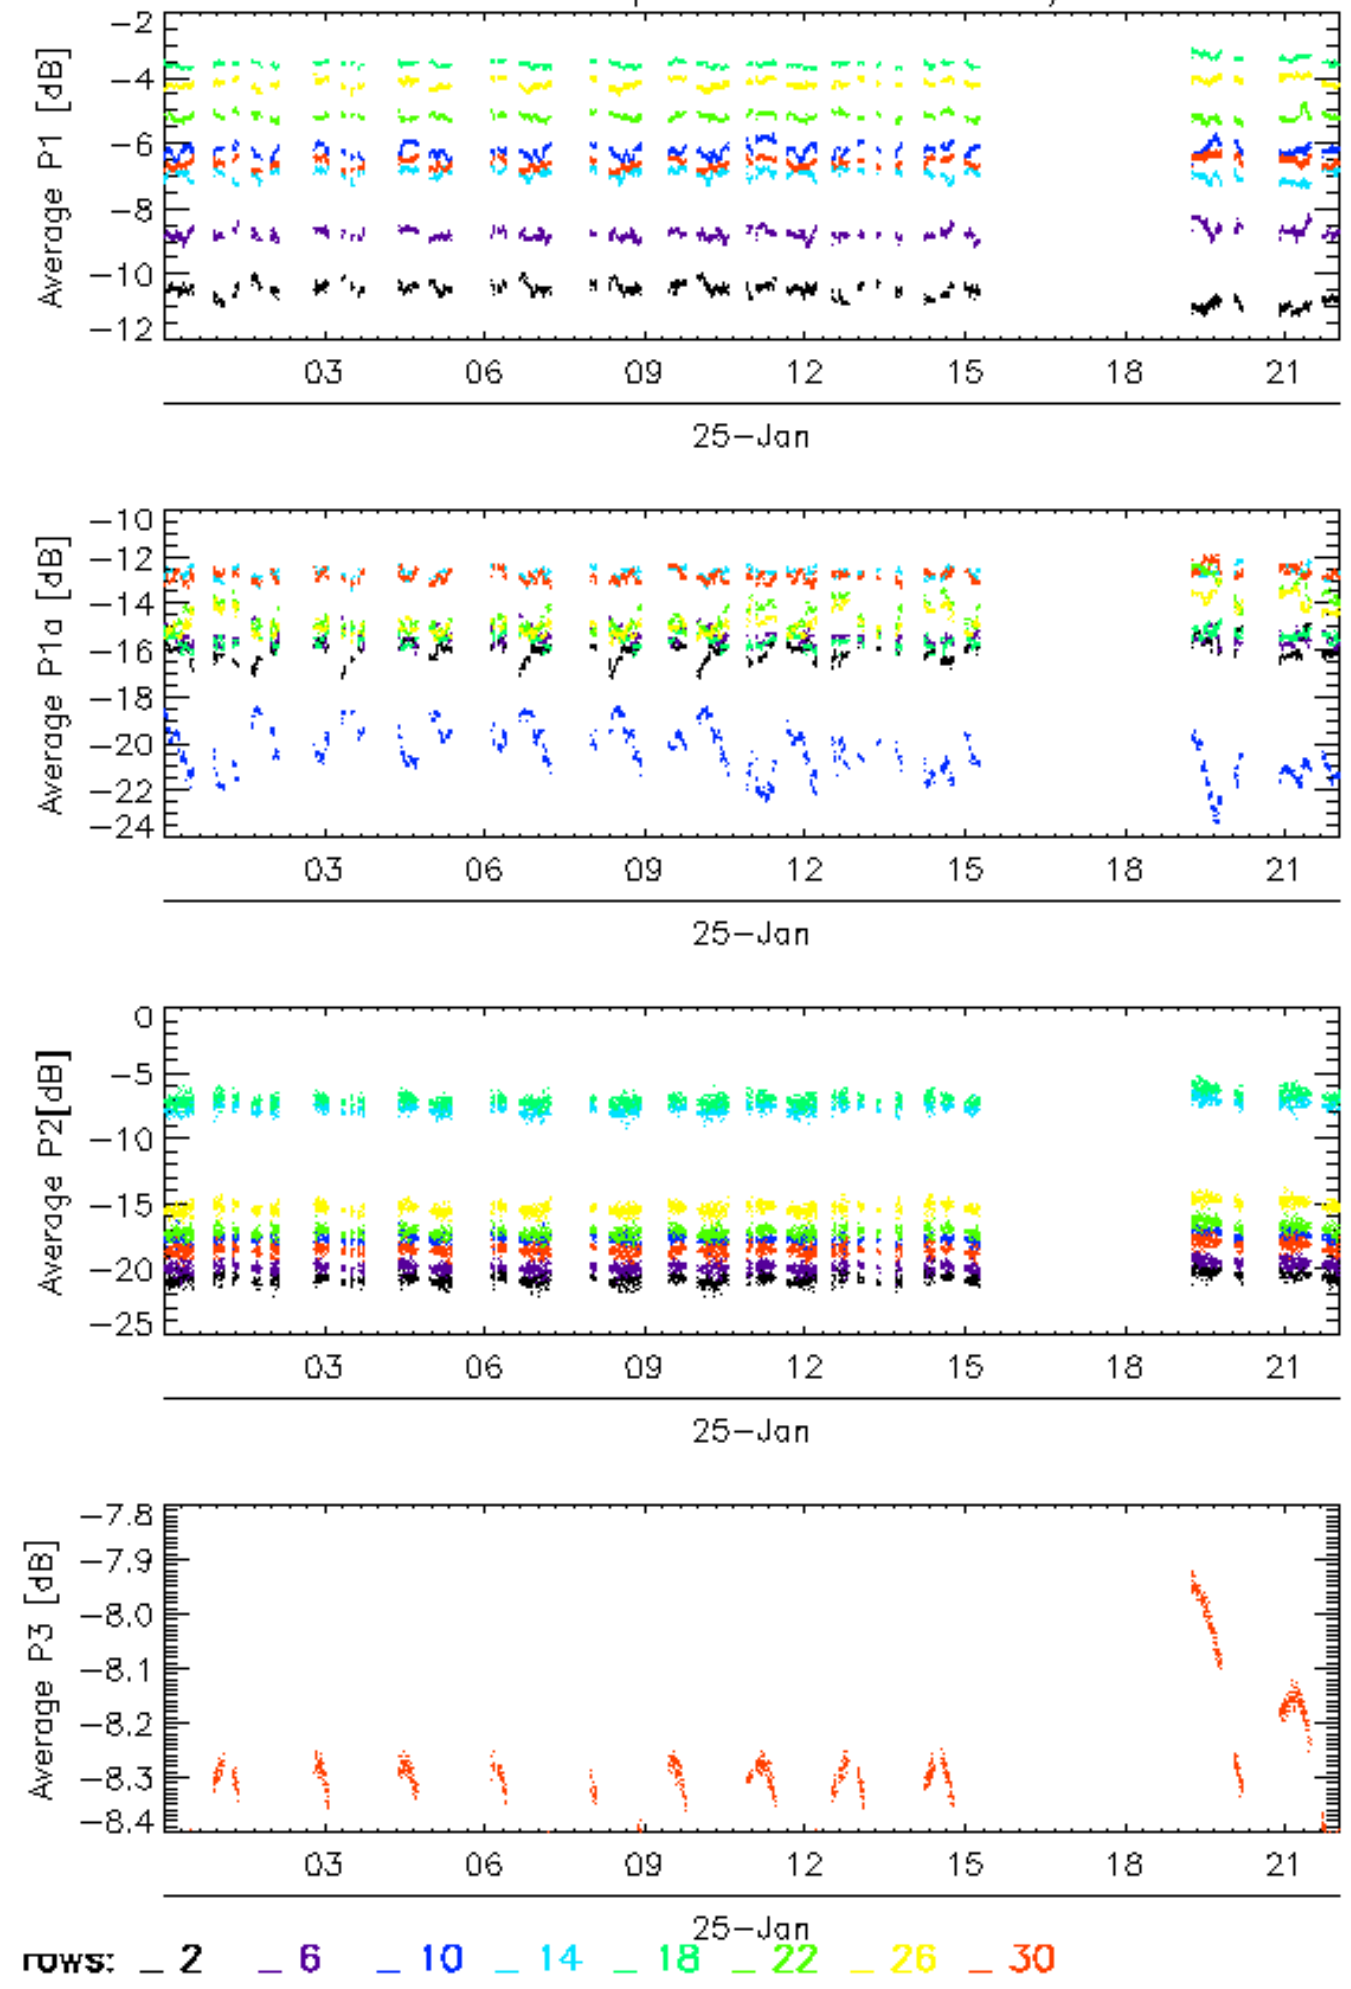 Average P1 [dB]
-2
-4
-6
-8
-10
-12
03 06 09 12 15 18 21
25-Jan
Average P1a [dB]
-10
-12
-14
-16
-18
-20
-22
-24
03 06 09 12 15 18 21
25-Jan
Average P2[dB]
0
-5
-10
-15
-20
-25
03 06 09 12 15 18 21
25-Jan
Average P3 [dB]
-7.8
-7.9
-8.0
-8.1
-8.2
-8.3
-8.4
03 06 09 12 15 18 21
25-Jan
rows: _ 2 _ 6 _ 10 _ 14 _ 18 _ 22 _ 26 _ 30